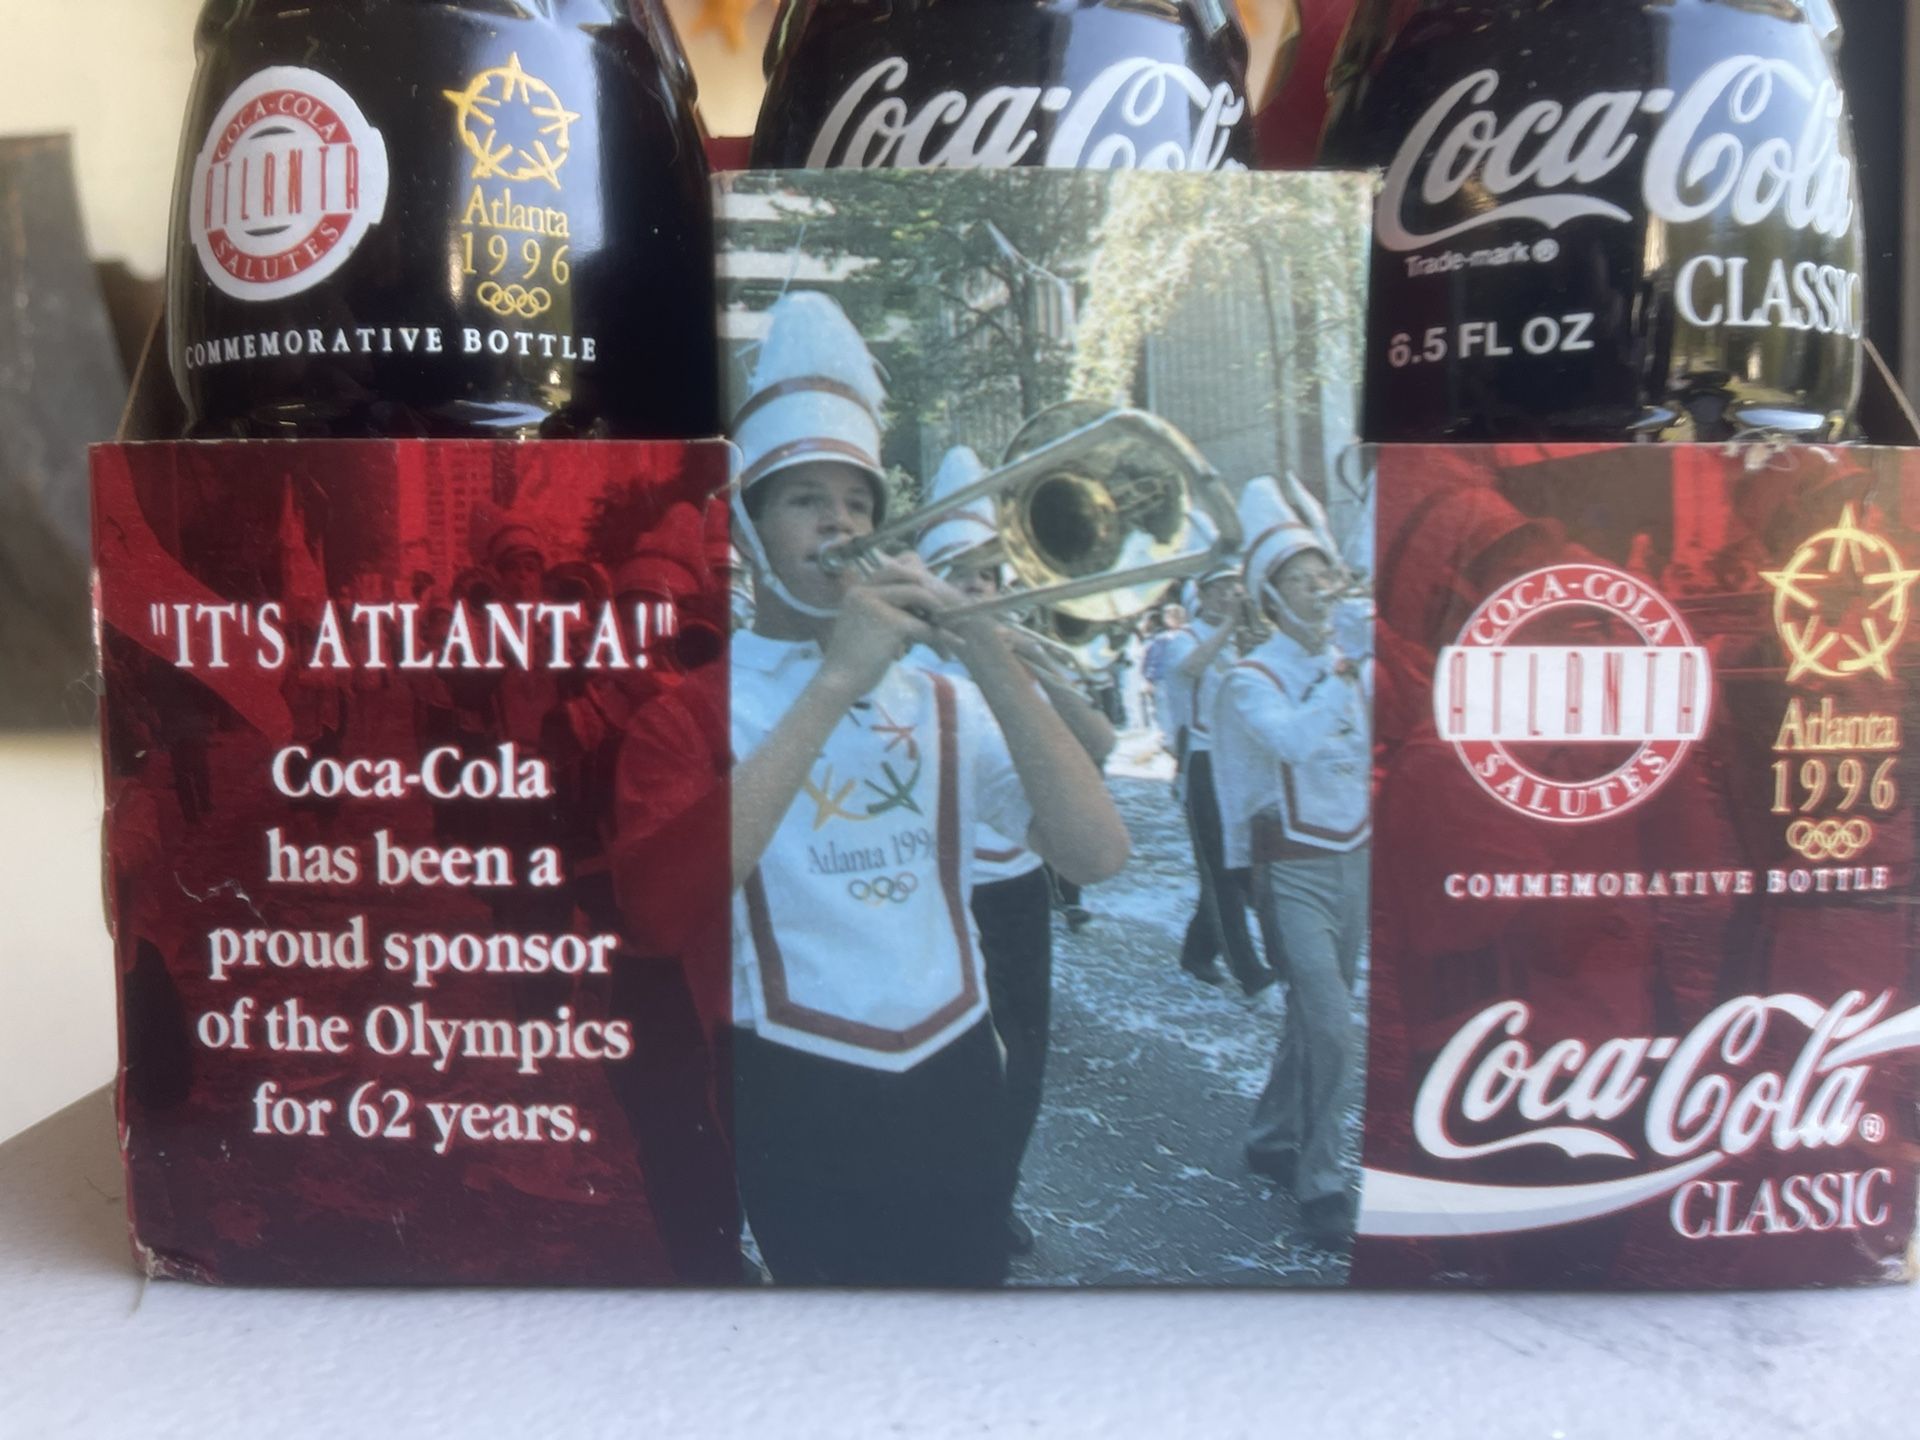 COCA-COLA
ATLANTA
SALUTES
Atlanta
1996
COMMEMORATIVE BOTTLE
Coca-Col
Coca-Cola
Trade-mark ®
CLASSIC
6.5 FL OZ
"IT'S ATLANTA!"
Coca-Cola
has been a
proud sponsor
of the Olympics
for 62 years.
Atlanta 199
COCA-COLA
ATLANTA
SALUTES
Atlanta
1996
COMMEMORATIVE BOTTLE
Coca-Cola®
CLASSIC